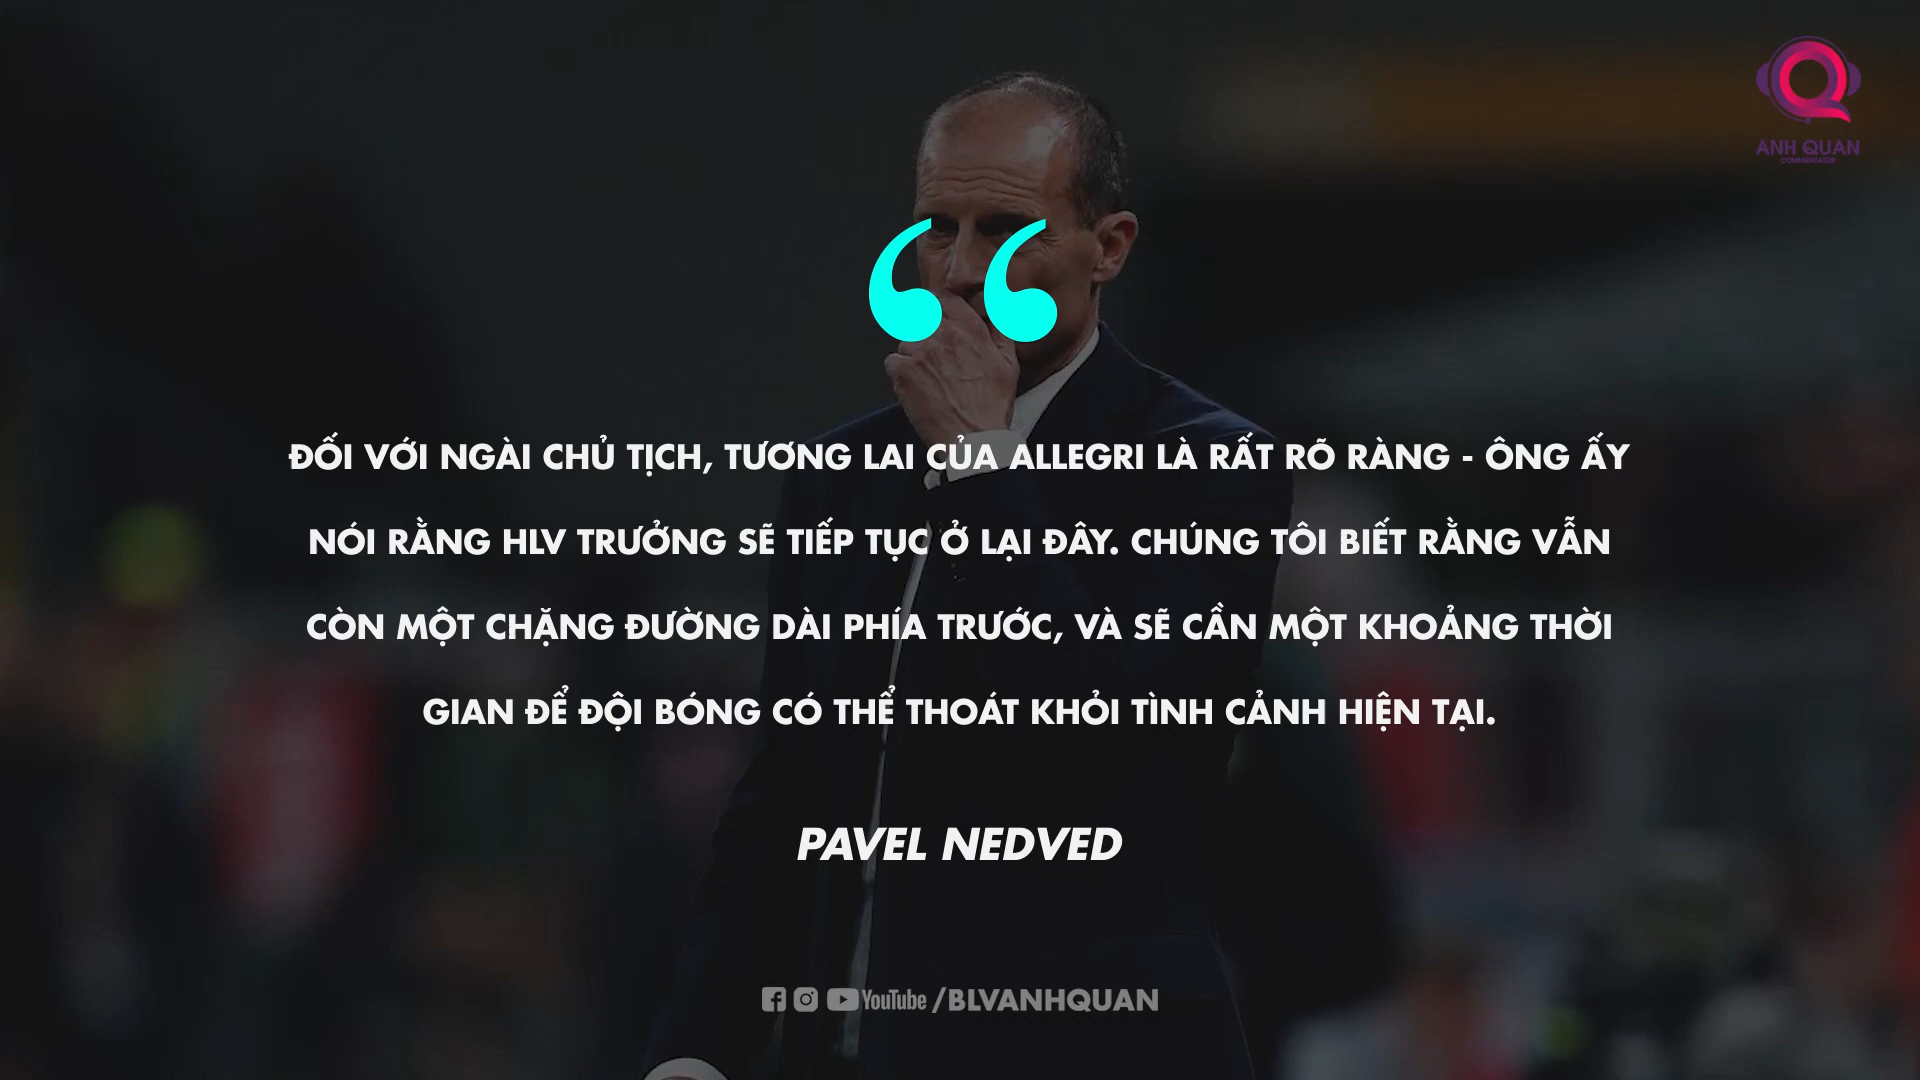 ANH QUAN
COMMENTATOR
ĐỐI VỚI NGÀI CHỦ TỊCH, TƯƠNG LAI CỦA ALLEGRI LÀ RẤT RÕ RÀNG - ÔNG ẤY
NÓI RẰNG HLV TRƯỞNG SẼ TIẾP TỤC Ở LẠI ĐÂY. CHÚNG TÔI BIẾT RẰNG VẪN
CÒN MỘT CHẶNG ĐƯỜNG DÀI PHÍA TRƯỚC, VÀ SẼ CẦN MỘT KHOẢNG THỜI
GIAN ĐỂ ĐỘI BÓNG CÓ THỂ THOÁT KHỎI TÌNH CẢNH HIỆN TẠI.
PAVEL NEDVED
YouTube /BLVANHQUAN